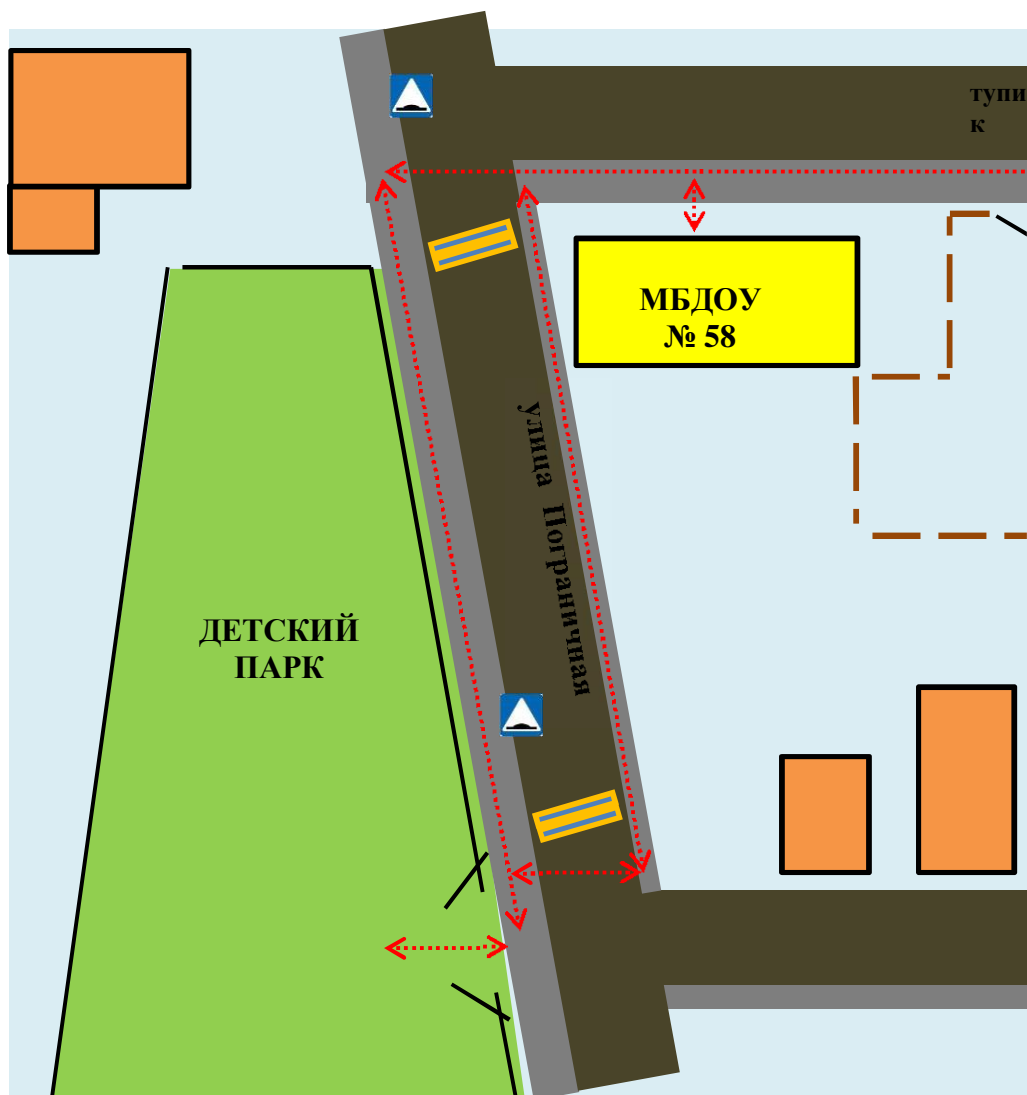 тупи
к
МБДОУ
№ 58
улица Пограничная
ДЕТСКИЙ
ПАРК